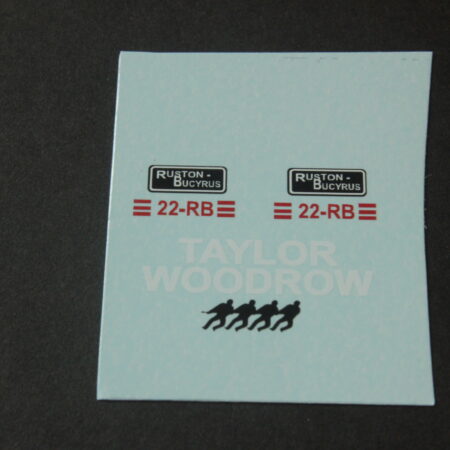 RUSTON-
BUCYRUS
22-RB
RUSTON-
BUCYRUS
22-RB
TAYLOR
WOODROW